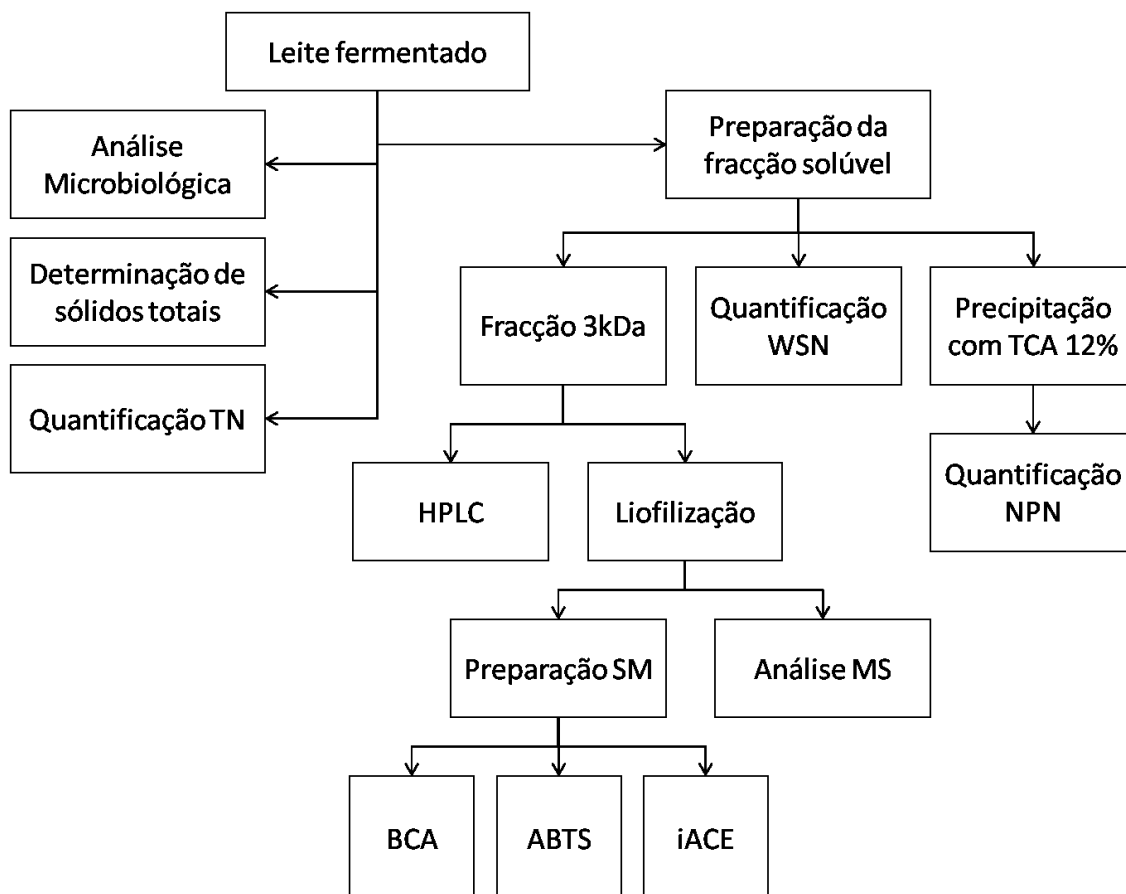 Leite fermentado
Análise
Microbiológica
Preparação da
fracção solúvel
Determinação de
sólidos totais
Fracção 3kDa
Quantificação
WSN
Precipitação
com TCA 12%
Quantificação TN
HPLC
Liofilização
Quantificação
NPN
Preparação SM
Análise MS
BCA
ABTS
iACE